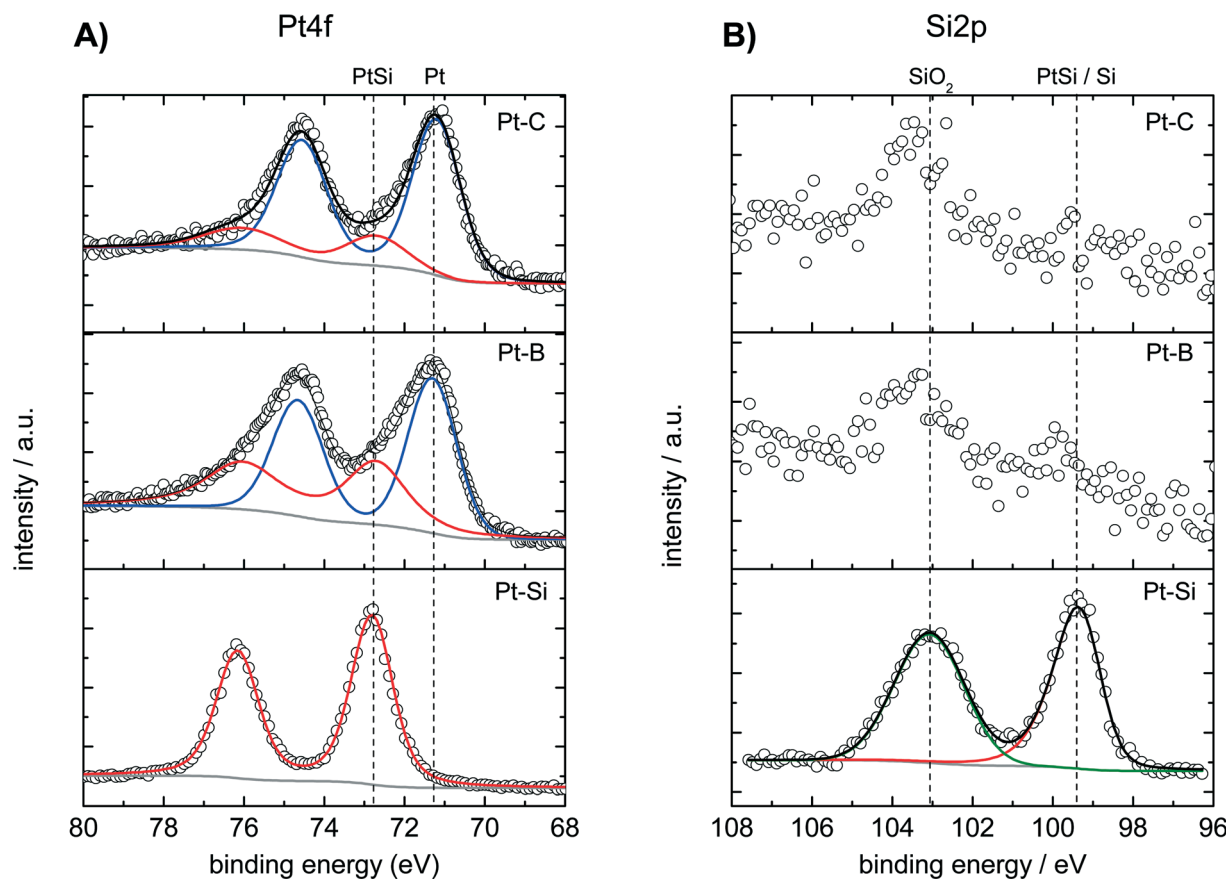 A)
Pt4f
PtSi
Pt
Pt-C
Pt-B
Pt-Si
intensity / a.u.
80 78 76 74 72 70 68
binding energy (eV)
B)
Si2p
SiO₂
PtSi / Si
Pt-C
Pt-B
Pt-Si
intensity / a.u.
108 106 104 102 100 98 96
binding energy / eV